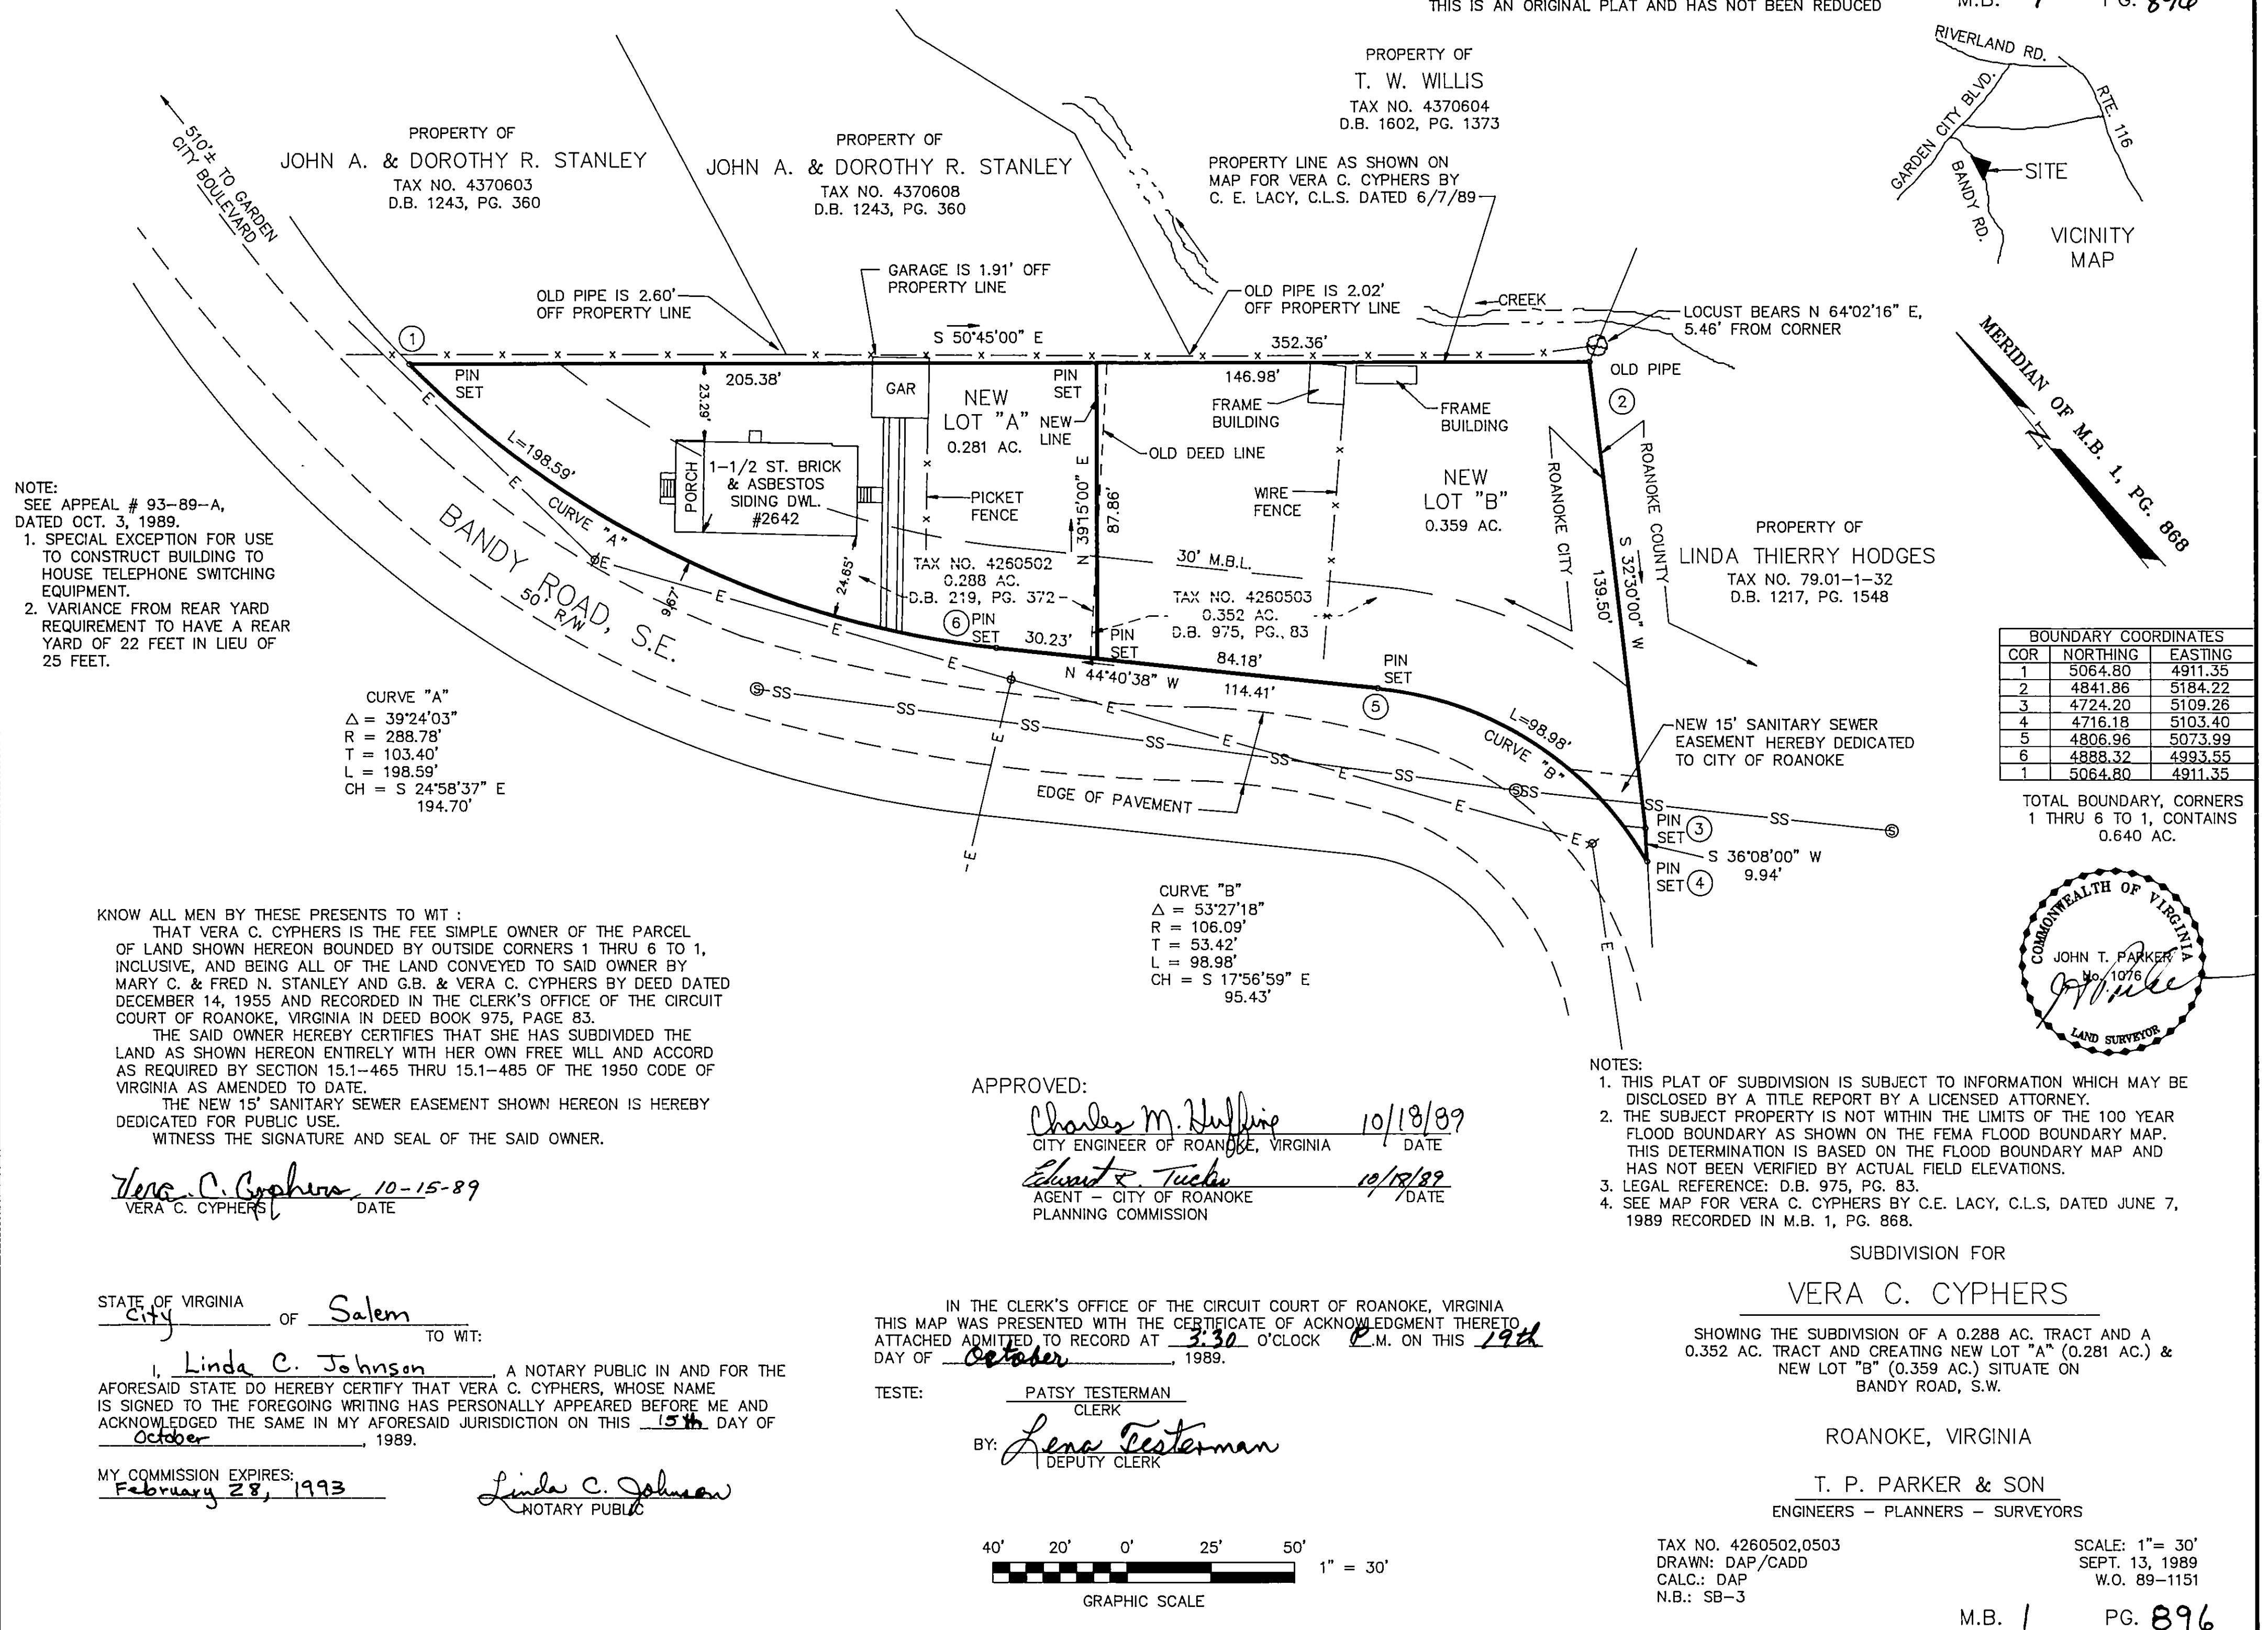 THIS IS AN ORIGINAL PLAT AND HAS NOT BEEN REDUCED
M.B. 1 PG. 896
RIVERLAND RD.
GARDEN CITY BLVD.
RTE. 116
BANDY RD.
SITE
VICINITY
MAP
510'± TO GARDEN
CITY BOULEVARD
PROPERTY OF
JOHN A. & DOROTHY R. STANLEY
TAX NO. 4370603
D.B. 1243, PG. 360
PROPERTY OF
JOHN A. & DOROTHY R. STANLEY
TAX NO. 4370608
D.B. 1243, PG. 360
PROPERTY OF
T. W. WILLIS
TAX NO. 4370604
D.B. 1602, PG. 1373
PROPERTY LINE AS SHOWN ON
MAP FOR VERA C. CYPHERS BY
C. E. LACY, C.L.S. DATED 6/7/89
OLD PIPE IS 2.60'
OFF PROPERTY LINE
GARAGE IS 1.91' OFF
PROPERTY LINE
OLD PIPE IS 2.02'
OFF PROPERTY LINE
CREEK
LOCUST BEARS N 64°02'16" E,
5.46' FROM CORNER
MERIDIAN OF M.B. 1, PG. 868
N
S 50°45'00" E
352.36'
1
PIN
SET
205.38'
23.29'
GAR
NEW
LOT "A"
0.281 AC.
PIN
SET
NEW
LINE
146.98'
FRAME
BUILDING
FRAME
BUILDING
OLD PIPE
2
OLD DEED LINE
N 39°15'00" E
87.86'
L=198.59'
CURVE "A"
PORCH
1-1/2 ST. BRICK
& ASBESTOS
SIDING DWL.
#2642
PICKET
FENCE
WIRE
FENCE
NEW
LOT "B"
0.359 AC.
ROANOKE CITY
ROANOKE COUNTY
S 32°30'00" W
139.50'
PROPERTY OF
LINDA THIERRY HODGES
TAX NO. 79.01-1-32
D.B. 1217, PG. 1548
30' M.B.L.
TAX NO. 4260502
0.288 AC.
D.B. 219, PG. 372
TAX NO. 4260503
0.352 AC.
D.B. 975, PG., 83
24.65'
9.67'
BANDY ROAD, S.E.
50' R/W
6
PIN
SET
30.23'
PIN
SET
84.18'
N 44°40'38" W
114.41'
PIN
SET
5
L=98.98'
CURVE "B"
NEW 15' SANITARY SEWER
EASEMENT HEREBY DEDICATED
TO CITY OF ROANOKE
EDGE OF PAVEMENT
PIN
SET 3
S 36°08'00" W
9.94'
PIN
SET 4
NOTE:
SEE APPEAL # 93-89-A,
DATED OCT. 3, 1989.
1. SPECIAL EXCEPTION FOR USE
TO CONSTRUCT BUILDING TO
HOUSE TELEPHONE SWITCHING
EQUIPMENT.
2. VARIANCE FROM REAR YARD
REQUIREMENT TO HAVE A REAR
YARD OF 22 FEET IN LIEU OF
25 FEET.
CURVE "A"
Δ = 39°24'03"
R = 288.78'
T = 103.40'
L = 198.59'
CH = S 24°58'37" E
194.70'
CURVE "B"
Δ = 53°27'18"
R = 106.09'
T = 53.42'
L = 98.98'
CH = S 17°56'59" E
95.43'
BOUNDARY COORDINATES
COR NORTHING EASTING
1 5064.80 4911.35
2 4841.86 5184.22
3 4724.20 5109.26
4 4716.18 5103.40
5 4806.96 5073.99
6 4888.32 4993.55
1 5064.80 4911.35
TOTAL BOUNDARY, CORNERS
1 THRU 6 TO 1, CONTAINS
0.640 AC.
COMMONWEALTH OF VIRGINIA
JOHN T. PARKER
No. 1076
LAND SURVEYOR
KNOW ALL MEN BY THESE PRESENTS TO WIT :
THAT VERA C. CYPHERS IS THE FEE SIMPLE OWNER OF THE PARCEL
OF LAND SHOWN HEREON BOUNDED BY OUTSIDE CORNERS 1 THRU 6 TO 1,
INCLUSIVE, AND BEING ALL OF THE LAND CONVEYED TO SAID OWNER BY
MARY C. & FRED N. STANLEY AND G.B. & VERA C. CYPHERS BY DEED DATED
DECEMBER 14, 1955 AND RECORDED IN THE CLERK'S OFFICE OF THE CIRCUIT
COURT OF ROANOKE, VIRGINIA IN DEED BOOK 975, PAGE 83.
THE SAID OWNER HEREBY CERTIFIES THAT SHE HAS SUBDIVIDED THE
LAND AS SHOWN HEREON ENTIRELY WITH HER OWN FREE WILL AND ACCORD
AS REQUIRED BY SECTION 15.1-465 THRU 15.1-485 OF THE 1950 CODE OF
VIRGINIA AS AMENDED TO DATE.
THE NEW 15' SANITARY SEWER EASEMENT SHOWN HEREON IS HEREBY
DEDICATED FOR PUBLIC USE.
WITNESS THE SIGNATURE AND SEAL OF THE SAID OWNER.
Vera C. Cyphers 10-15-89
VERA C. CYPHERS DATE
APPROVED:
Charles M. Huffine 10/18/89
CITY ENGINEER OF ROANOKE, VIRGINIA DATE
Edward R. Tucker 10/18/89
AGENT - CITY OF ROANOKE DATE
PLANNING COMMISSION
NOTES:
1. THIS PLAT OF SUBDIVISION IS SUBJECT TO INFORMATION WHICH MAY BE
DISCLOSED BY A TITLE REPORT BY A LICENSED ATTORNEY.
2. THE SUBJECT PROPERTY IS NOT WITHIN THE LIMITS OF THE 100 YEAR
FLOOD BOUNDARY AS SHOWN ON THE FEMA FLOOD BOUNDARY MAP.
THIS DETERMINATION IS BASED ON THE FLOOD BOUNDARY MAP AND
HAS NOT BEEN VERIFIED BY ACTUAL FIELD ELEVATIONS.
3. LEGAL REFERENCE: D.B. 975, PG. 83.
4. SEE MAP FOR VERA C. CYPHERS BY C.E. LACY, C.L.S, DATED JUNE 7,
1989 RECORDED IN M.B. 1, PG. 868.
STATE OF VIRGINIA
City OF Salem
TO WIT:
I, Linda C. Johnson, A NOTARY PUBLIC IN AND FOR THE
AFORESAID STATE DO HEREBY CERTIFY THAT VERA C. CYPHERS, WHOSE NAME
IS SIGNED TO THE FOREGOING WRITING HAS PERSONALLY APPEARED BEFORE ME AND
ACKNOWLEDGED THE SAME IN MY AFORESAID JURISDICTION ON THIS 15th DAY OF
October, 1989.
MY COMMISSION EXPIRES:
February 28, 1993
Linda C. Johnson
NOTARY PUBLIC
IN THE CLERK'S OFFICE OF THE CIRCUIT COURT OF ROANOKE, VIRGINIA
THIS MAP WAS PRESENTED WITH THE CERTIFICATE OF ACKNOWLEDGMENT THERETO
ATTACHED ADMITTED TO RECORD AT 3:30 O'CLOCK P.M. ON THIS 19th
DAY OF October, 1989.
TESTE: PATSY TESTERMAN
CLERK
BY: Lena Testerman
DEPUTY CLERK
40' 20' 0' 25' 50'
1" = 30'
GRAPHIC SCALE
SUBDIVISION FOR
VERA C. CYPHERS
SHOWING THE SUBDIVISION OF A 0.288 AC. TRACT AND A
0.352 AC. TRACT AND CREATING NEW LOT "A" (0.281 AC.) &
NEW LOT "B" (0.359 AC.) SITUATE ON
BANDY ROAD, S.W.
ROANOKE, VIRGINIA
T. P. PARKER & SON
ENGINEERS - PLANNERS - SURVEYORS
TAX NO. 4260502,0503
DRAWN: DAP/CADD
CALC.: DAP
N.B.: SB-3
SCALE: 1"= 30'
SEPT. 13, 1989
W.O. 89-1151
M.B. 1 PG. 896